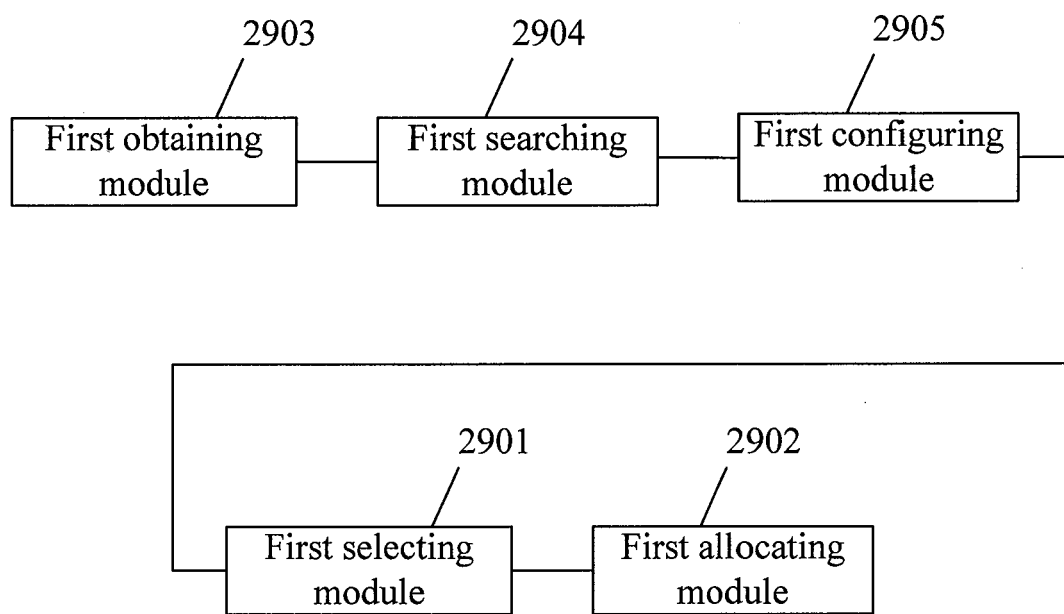 2903
2904
2905
First obtaining
module
First searching
module
First configuring
module
2901
2902
First selecting
module
First allocating
module